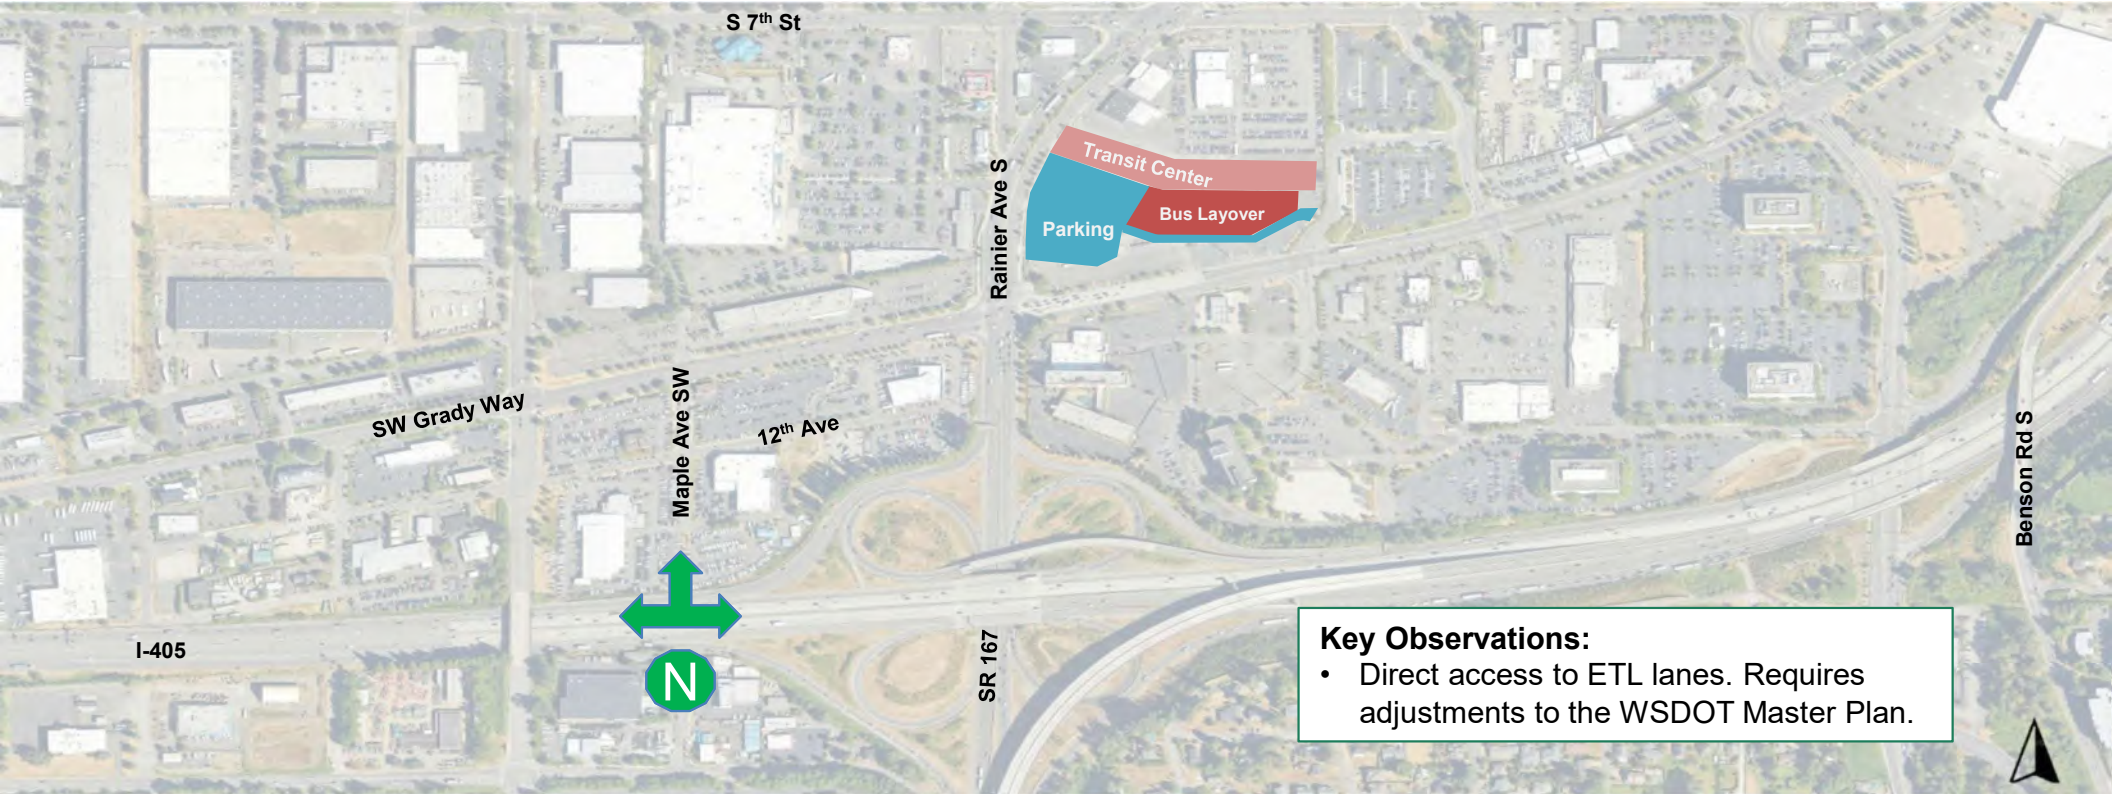 S 7th St
Transit Center
Rainier Ave S
Bus Layover
Parking
SW Grady Way
Maple Ave SW
12th Ave
Benson Rd S
I-405
N
SR 167
Key Observations:
• Direct access to ETL lanes. Requires
adjustments to the WSDOT Master Plan.